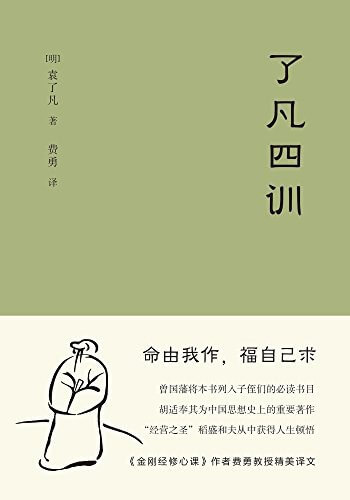 了凡四训
[明]袁了凡 著
费勇 译
命由我作，福自己求
曾国藩将本书列入子侄们的必读书目
胡适奉其为中国思想史上的重要著作
“经营之圣”稻盛和夫从中获得人生顿悟
《金刚经修心课》作者费勇教授精美译文